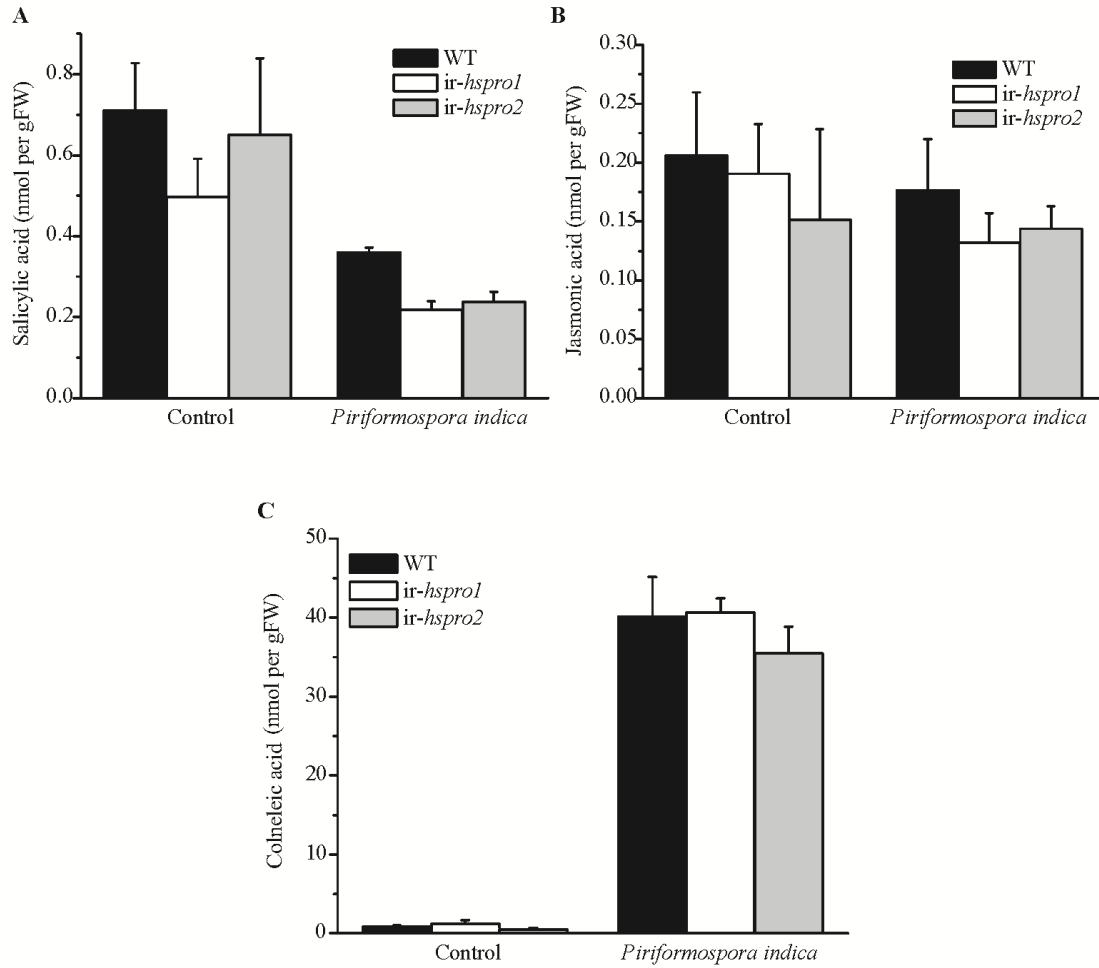 A
Salicylic acid (nmol per gFW)
0.8
0.6
0.4
0.2
0.0
WT
ir-hspro1
ir-hspro2
Control
Piriformospora indica
B
Jasmonic acid (nmol per gFW)
0.30
0.25
0.20
0.15
0.10
0.05
0.00
WT
ir-hspro1
ir-hspro2
Control
Piriformospora indica
C
Colneleic acid (nmol per gFW)
50
40
30
20
10
0
WT
ir-hspro1
ir-hspro2
Control
Piriformospora indica